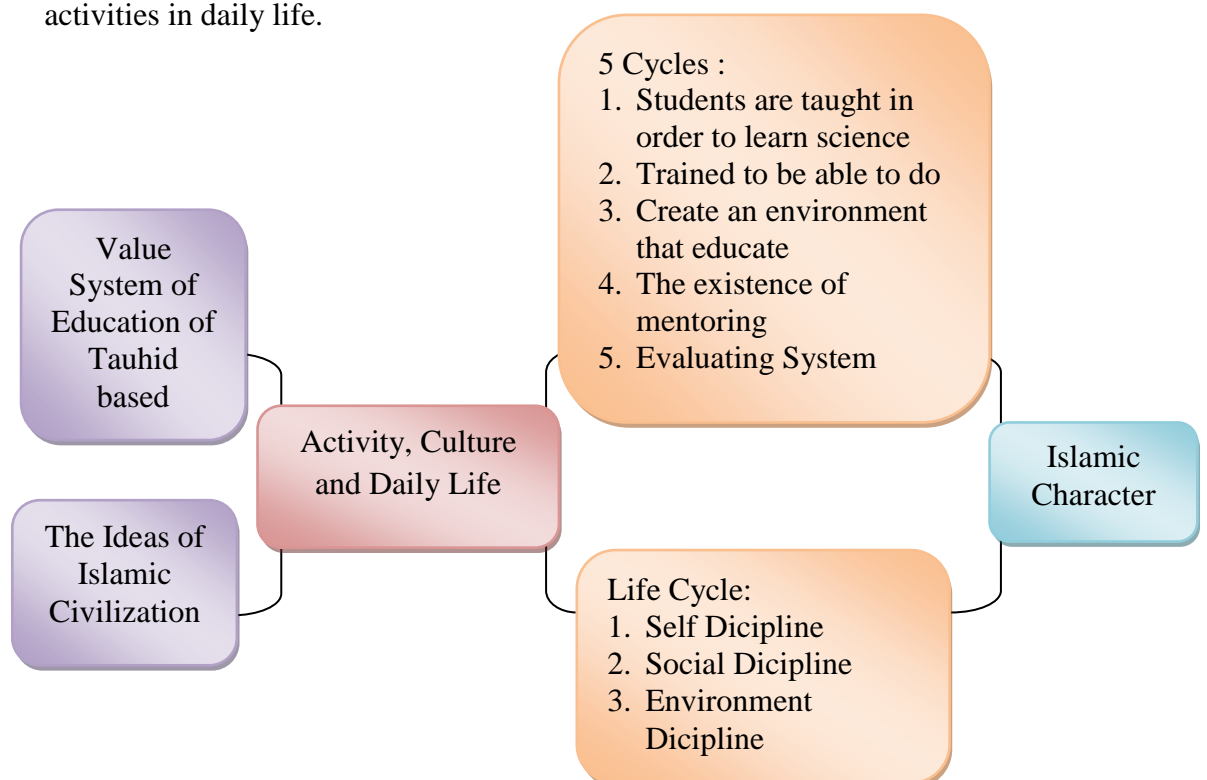 activities in daily life.
Value
System of
Education of
Tauhid
based
The Ideas of
Islamic
Civilization
Activity, Culture
and Daily Life
5 Cycles :
1. Students are taught in
order to learn science
2. Trained to be able to do
3. Create an environment
that educate
4. The existence of
mentoring
5. Evaluating System
Life Cycle:
1. Self Dicipline
2. Social Dicipline
3. Environment
Dicipline
Islamic
Character